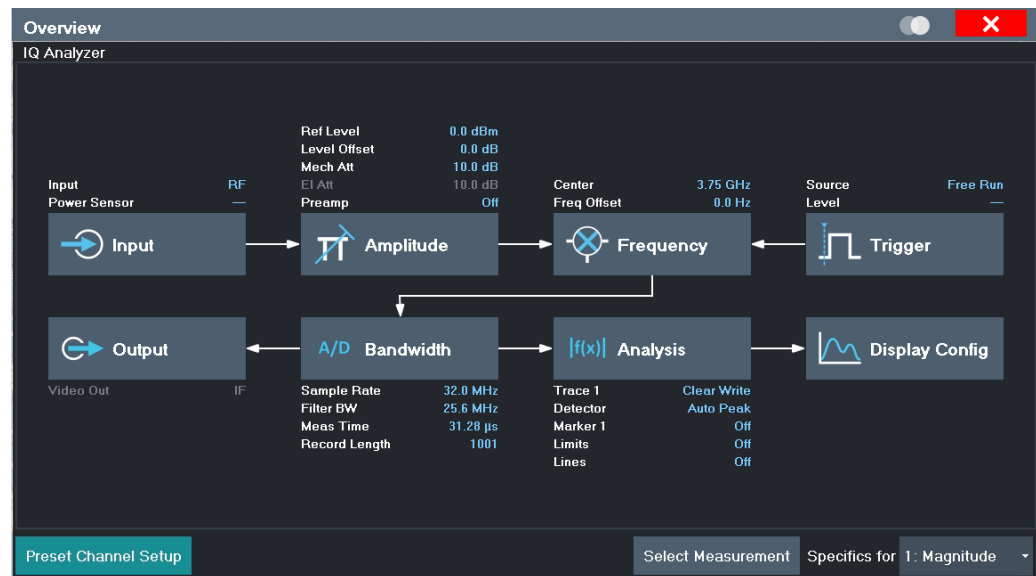 Overview
IQ Analyzer
Ref Level 0.0 dBm
Level Offset 0.0 dB
Mech Att 10.0 dB
Input RF El Att 10.0 dB Center 3.75 GHz Source Free Run
Power Sensor — Preamp Off Freq Offset 0.0 Hz Level —
Input Amplitude Frequency Trigger
Output A/D Bandwidth |f(x)| Analysis Display Config
Video Out IF Sample Rate 32.0 MHz Trace 1 Clear Write
Filter BW 25.6 MHz Detector Auto Peak
Meas Time 31.28 µs Marker 1 Off
Record Length 1001 Limits Off
Lines Off
Preset Channel Setup Select Measurement Specifics for 1: Magnitude